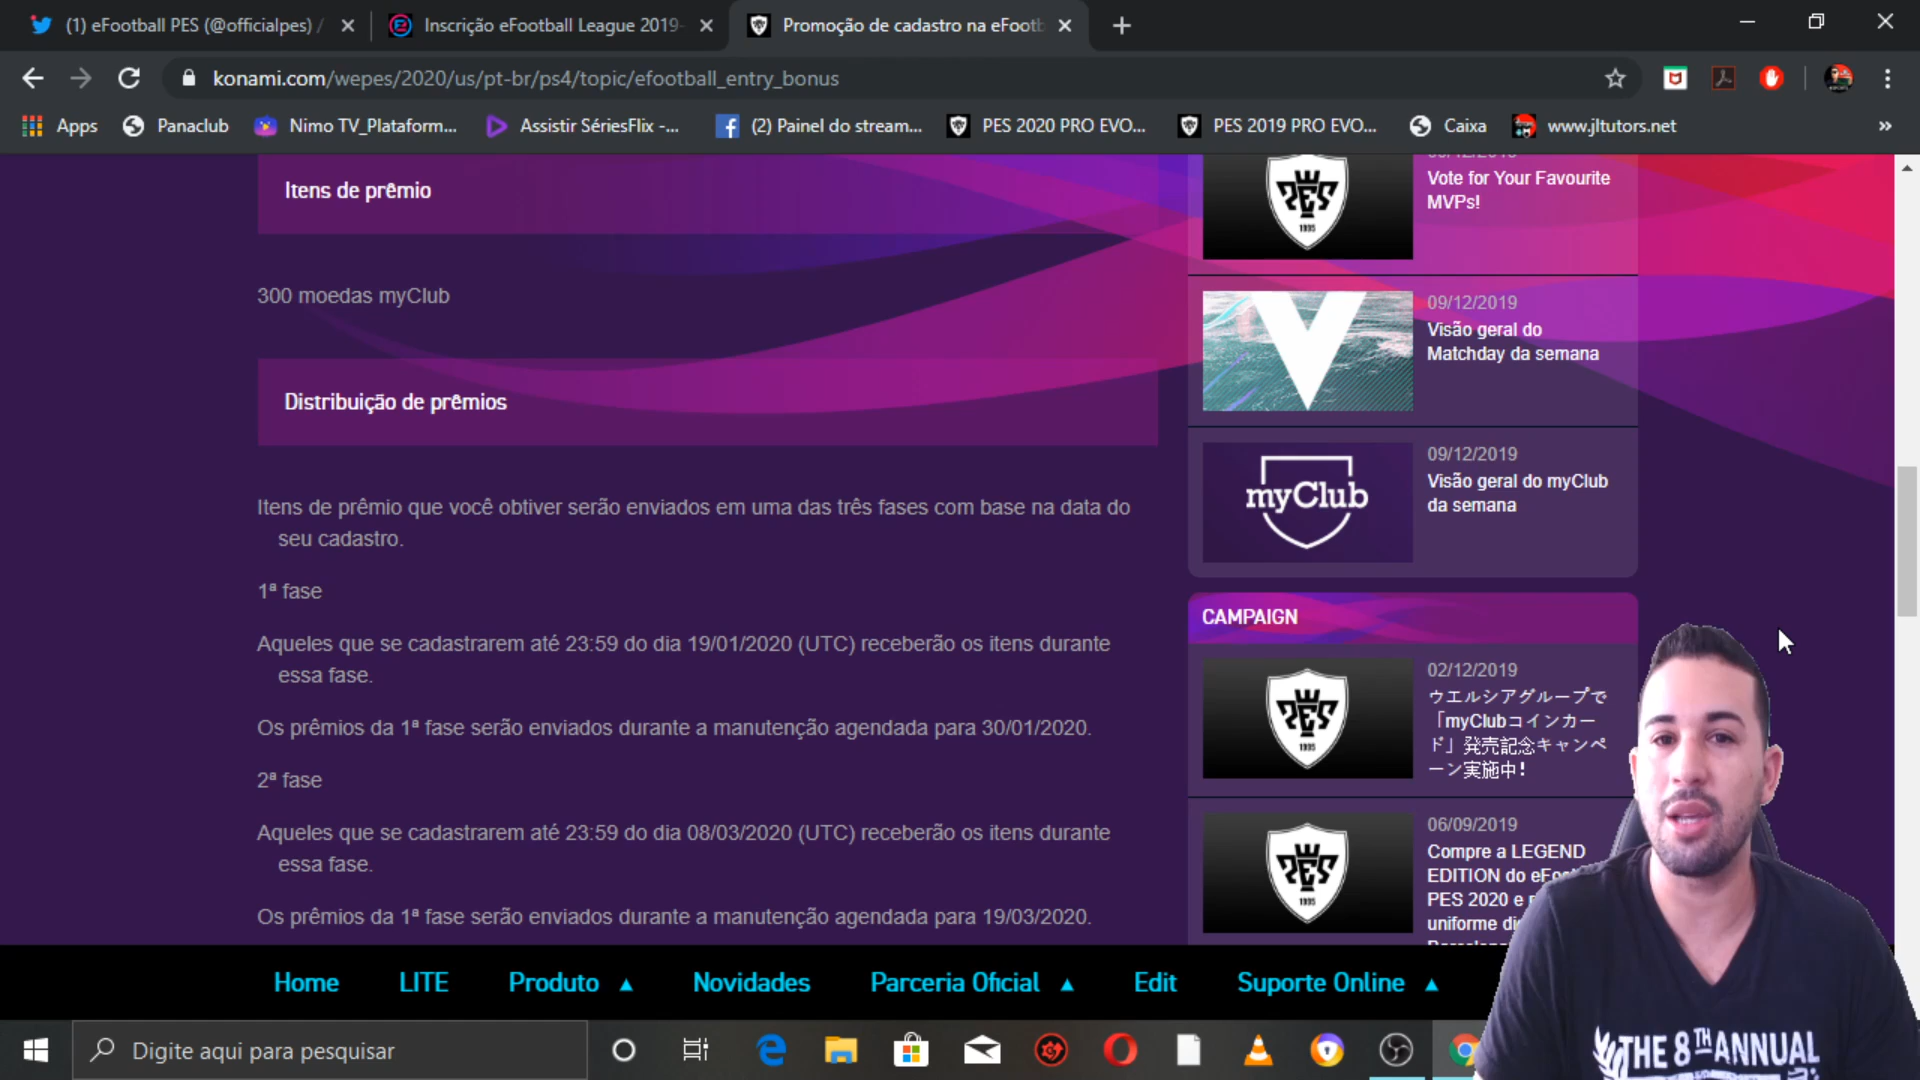 (1) eFootball PES (@officialpes) /
Inscrição eFootball League 2019-
Promoção de cadastro na eFootb
konami.com/wepes/2020/us/pt-br/ps4/topic/efootball_entry_bonus
Apps
Panaclub
Nimo TV_Plataform...
Assistir SériesFlix -...
(2) Painel do stream...
PES 2020 PRO EVO...
PES 2019 PRO EVO...
Caixa
www.jltutors.net
»
Itens de prêmio
300 moedas myClub
Distribuição de prêmios
Itens de prêmio que você obtiver serão enviados em uma das três fases com base na data do
seu cadastro.
1ª fase
Aqueles que se cadastrarem até 23:59 do dia 19/01/2020 (UTC) receberão os itens durante
essa fase.
Os prêmios da 1ª fase serão enviados durante a manutenção agendada para 30/01/2020.
2ª fase
Aqueles que se cadastrarem até 23:59 do dia 08/03/2020 (UTC) receberão os itens durante
essa fase.
Os prêmios da 1ª fase serão enviados durante a manutenção agendada para 19/03/2020.
PES
1995
Vote for Your Favourite
MVPs!
09/12/2019
Visão geral do
Matchday da semana
myClub
09/12/2019
Visão geral do myClub
da semana
CAMPAIGN
PES
1995
02/12/2019
ウエルシアグループで
「myClubコインカー
ド」発売記念キャンペ
ーン実施中!
PES
1995
06/09/2019
Compre a LEGEND
EDITION do
PES 2020 e
uniforme
Home
LITE
Produto ▲
Novidades
Parceria Oficial ▲
Edit
Suporte Online ▲
Digite aqui para pesquisar
THE 8TH ANNUAL